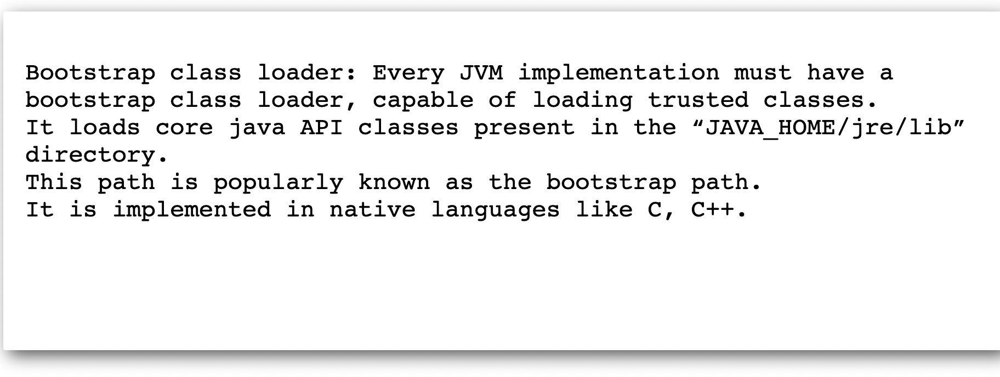 Bootstrap class loader: Every JVM implementation must have a
bootstrap class loader, capable of loading trusted classes.
It loads core java API classes present in the “JAVA_HOME/jre/lib”
directory.
This path is popularly known as the bootstrap path.
It is implemented in native languages like C, C++.